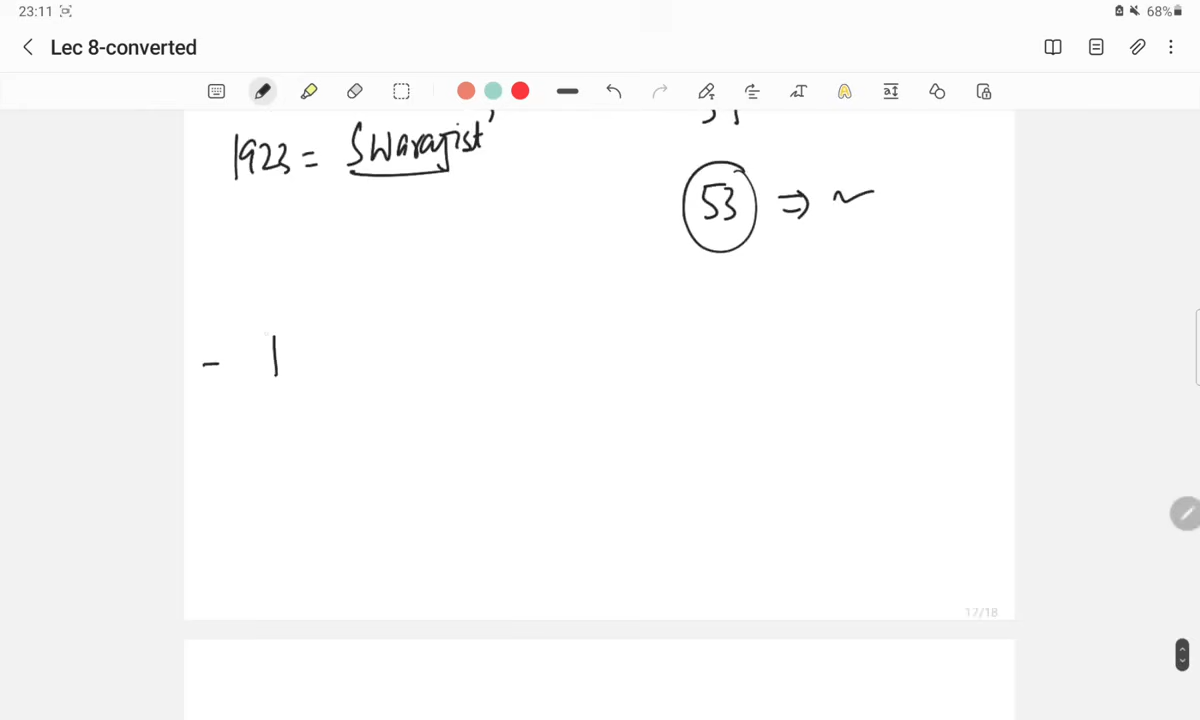 23:11 68%
Lec 8-converted
1923 = Swarajist
53 ⇒ ~
- |
17/18